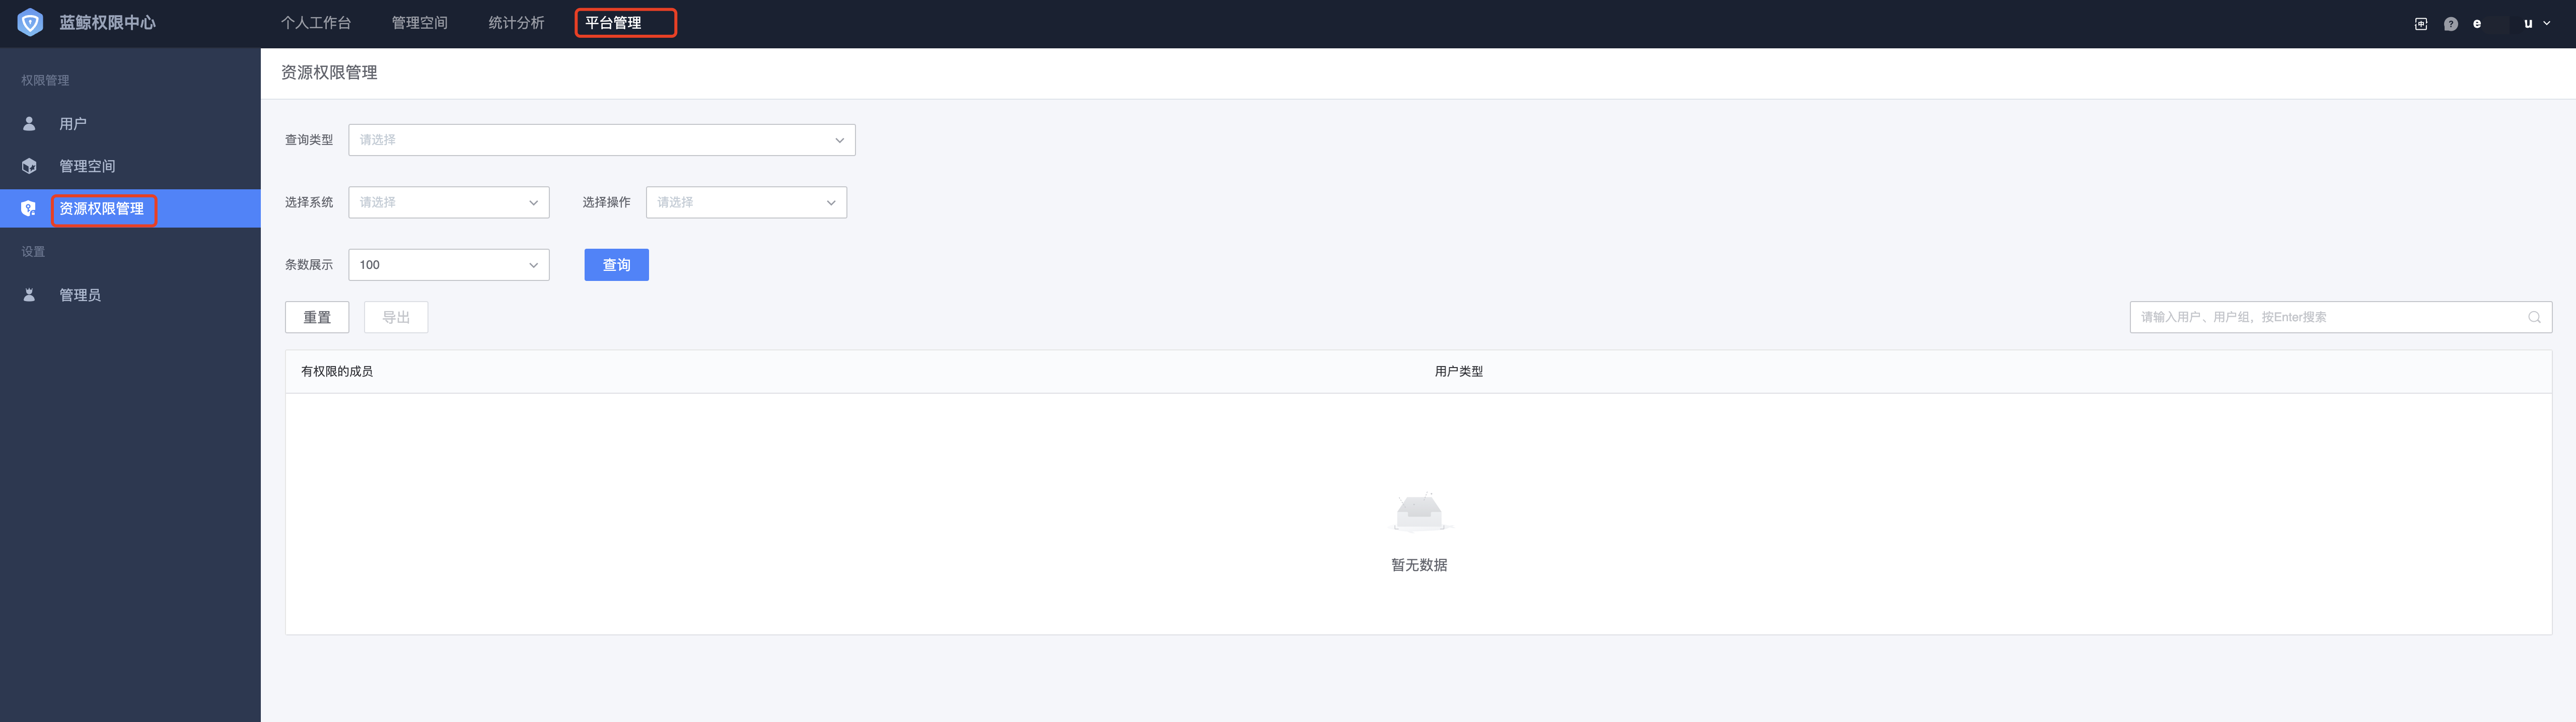 蓝鲸权限中心
个人工作台 管理空间 统计分析 平台管理
e u
权限管理
用户
管理空间
资源权限管理
设置
管理员
资源权限管理
查询类型 请选择
选择系统 请选择 选择操作 请选择
条数展示 100 查询
重置 导出 请输入用户、用户组，按Enter搜索
有权限的成员 用户类型
暂无数据